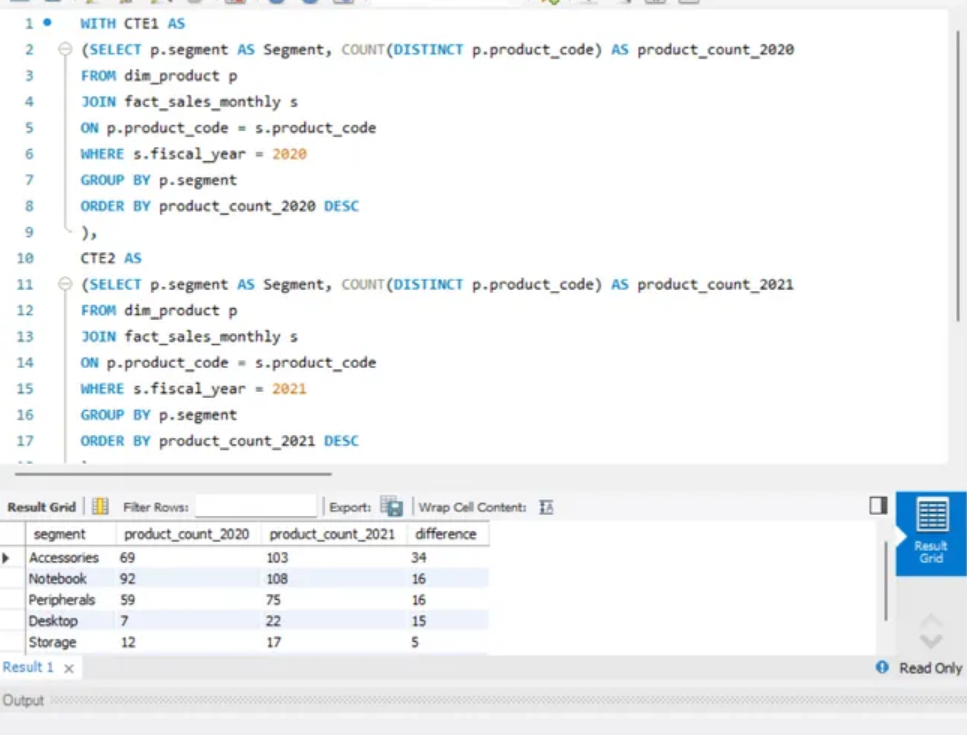 1 WITH CTE1 AS
2 (SELECT p.segment AS Segment, COUNT(DISTINCT p.product_code) AS product_count_2020
3 FROM dim_product p
4 JOIN fact_sales_monthly s
5 ON p.product_code = s.product_code
6 WHERE s.fiscal_year = 2020
7 GROUP BY p.segment
8 ORDER BY product_count_2020 DESC
9 ),
10 CTE2 AS
11 (SELECT p.segment AS Segment, COUNT(DISTINCT p.product_code) AS product_count_2021
12 FROM dim_product p
13 JOIN fact_sales_monthly s
14 ON p.product_code = s.product_code
15 WHERE s.fiscal_year = 2021
16 GROUP BY p.segment
17 ORDER BY product_count_2021 DESC
Result Grid Filter Rows: Export: Wrap Cell Content:
segment product_count_2020 product_count_2021 difference
Accessories 69 103 34
Notebook 92 108 16
Peripherals 59 75 16
Desktop 7 22 15
Storage 12 17 5
Result
Grid
Result 1 x Read Only
Output